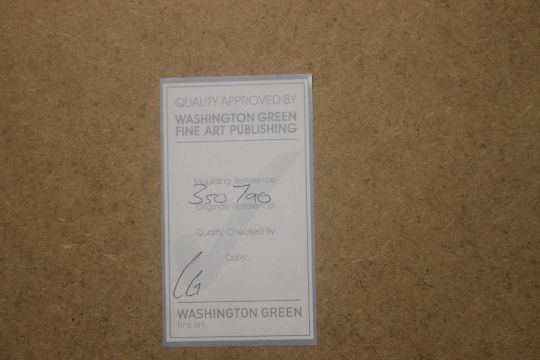 QUALITY APPROVED BY
WASHINGTON GREEN
FINE ART PUBLISHING
Moulding Reference:
350 790
Originals Reference:
Quality Checked By:
Date:
WASHINGTON GREEN
fine art